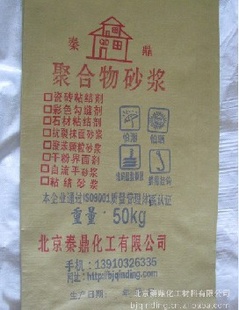 秦 鼎
聚合物砂浆
□瓷砖粘结剂
□彩色勾缝剂
□石材粘结剂
□抗裂抹面砂浆
□聚苯颗粒砂浆
□干粉界面剂
□自流平砂浆
□粘结砂浆
本企业通过ISO9001质量管理体系认证
重量：50kg
北京秦鼎化工有限公司
手机：13910326335
网址：http://bjqinding.com
生产日期：
北京秦鼎化工材料有限公司